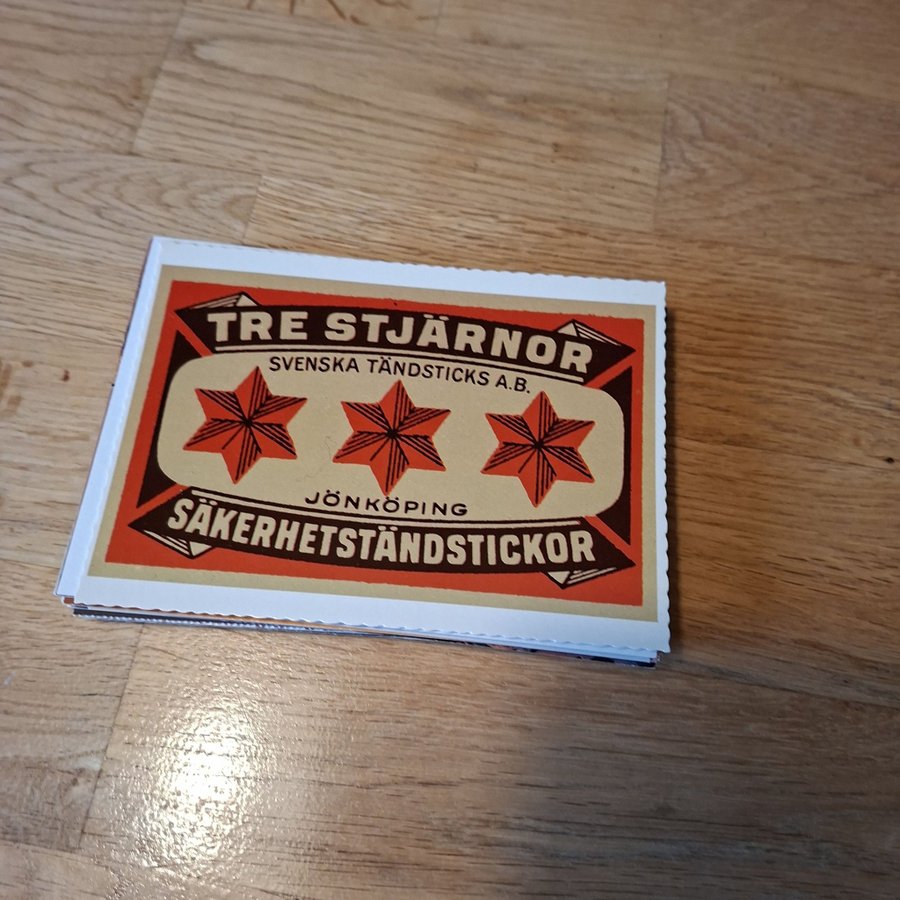 TRE STJÄRNOR
SVENSKA TÄNDSTICKS A.B.
JÖNKÖPING
SÄKERHETSTÄNDSTICKOR